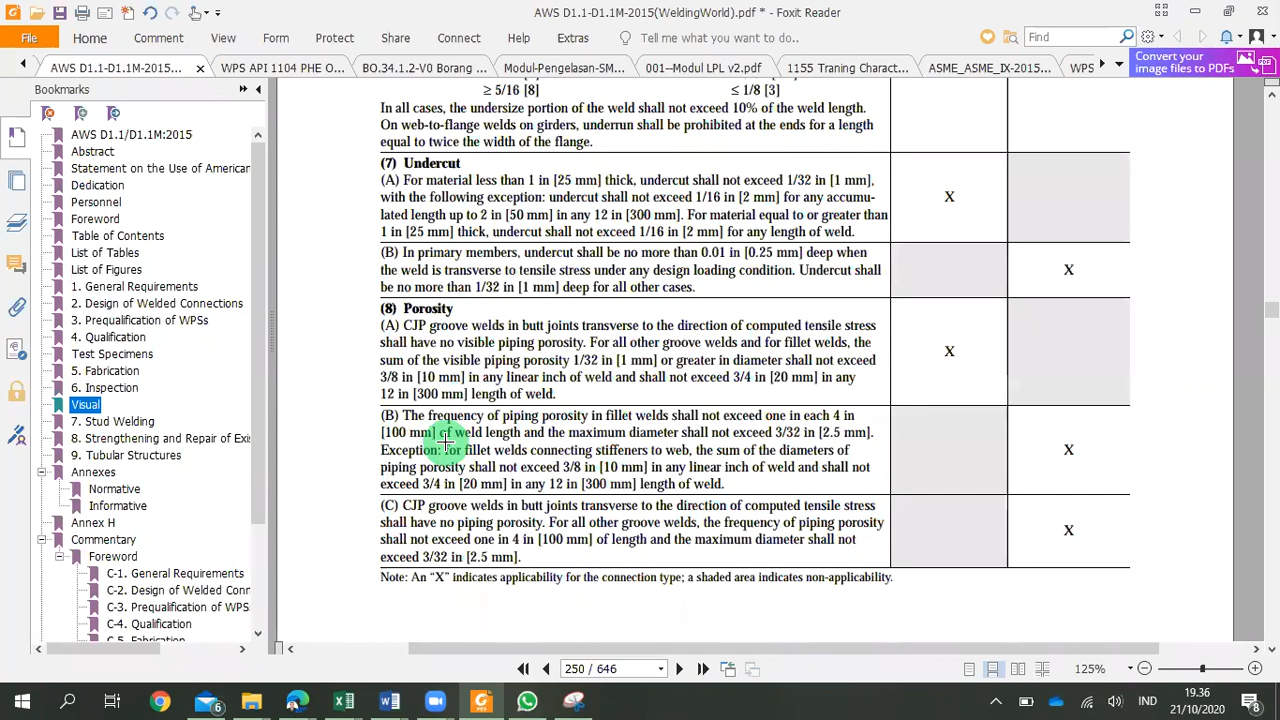 AWS D1.1-D1.1M-2015(WeldingWorld).pdf * - Foxit Reader
File Home Comment View Form Protect Share Connect Help Extras Tell me what you want to do.. Find
AWS D1.1-D1.1M-2015... WPS API 1104 PHE O... BO.34.1.2-V0 Borang ... Modul-Pengelasan-SM... 001--Modul LPL v2.pdf 1155 Traning Charact... ASME_ASME_IX-2015... WPS
Convert your
image files to PDFs
Bookmarks
AWS D1.1/D1.1M:2015
Abstract
Statement on the Use of American
Dedication
Personnel
Foreword
Table of Contents
List of Tables
List of Figures
1. General Requirements
2. Design of Welded Connections
3. Prequalification of WPSs
4. Qualification
Test Specimens
5. Fabrication
6. Inspection
Visual
7. Stud Welding
8. Strengthening and Repair of Exi
9. Tubular Structures
Annexes
Normative
Informative
Annex H
Commentary
Foreword
C-1. General Requirements
C-2. Design of Welded Conn
C-3. Prequalification of WPS
C-4. Qualification
C-5. Fabrication
≥ 5/16 [8] ≤ 1/8 [3]
In all cases, the undersize portion of the weld shall not exceed 10% of the weld length.
On web-to-flange welds on girders, underrun shall be prohibited at the ends for a length
equal to twice the width of the flange.
(7) Undercut
(A) For material less than 1 in [25 mm] thick, undercut shall not exceed 1/32 in [1 mm],
with the following exception: undercut shall not exceed 1/16 in [2 mm] for any accumu-
lated length up to 2 in [50 mm] in any 12 in [300 mm]. For material equal to or greater than
1 in [25 mm] thick, undercut shall not exceed 1/16 in [2 mm] for any length of weld.
X
(B) In primary members, undercut shall be no more than 0.01 in [0.25 mm] deep when
the weld is transverse to tensile stress under any design loading condition. Undercut shall
be no more than 1/32 in [1 mm] deep for all other cases.
X
(8) Porosity
(A) CJP groove welds in butt joints transverse to the direction of computed tensile stress
shall have no visible piping porosity. For all other groove welds and for fillet welds, the
sum of the visible piping porosity 1/32 in [1 mm] or greater in diameter shall not exceed
3/8 in [10 mm] in any linear inch of weld and shall not exceed 3/4 in [20 mm] in any
12 in [300 mm] length of weld.
X
(B) The frequency of piping porosity in fillet welds shall not exceed one in each 4 in
[100 mm] of weld length and the maximum diameter shall not exceed 3/32 in [2.5 mm].
Exception: for fillet welds connecting stiffeners to web, the sum of the diameters of
piping porosity shall not exceed 3/8 in [10 mm] in any linear inch of weld and shall not
exceed 3/4 in [20 mm] in any 12 in [300 mm] length of weld.
X
(C) CJP groove welds in butt joints transverse to the direction of computed tensile stress
shall have no piping porosity. For all other groove welds, the frequency of piping porosity
shall not exceed one in 4 in [100 mm] of length and the maximum diameter shall not
exceed 3/32 in [2.5 mm].
X
Note: An “X” indicates applicability for the connection type; a shaded area indicates non-applicability.
250 / 646
125%
6
IND
19.36
21/10/2020
8